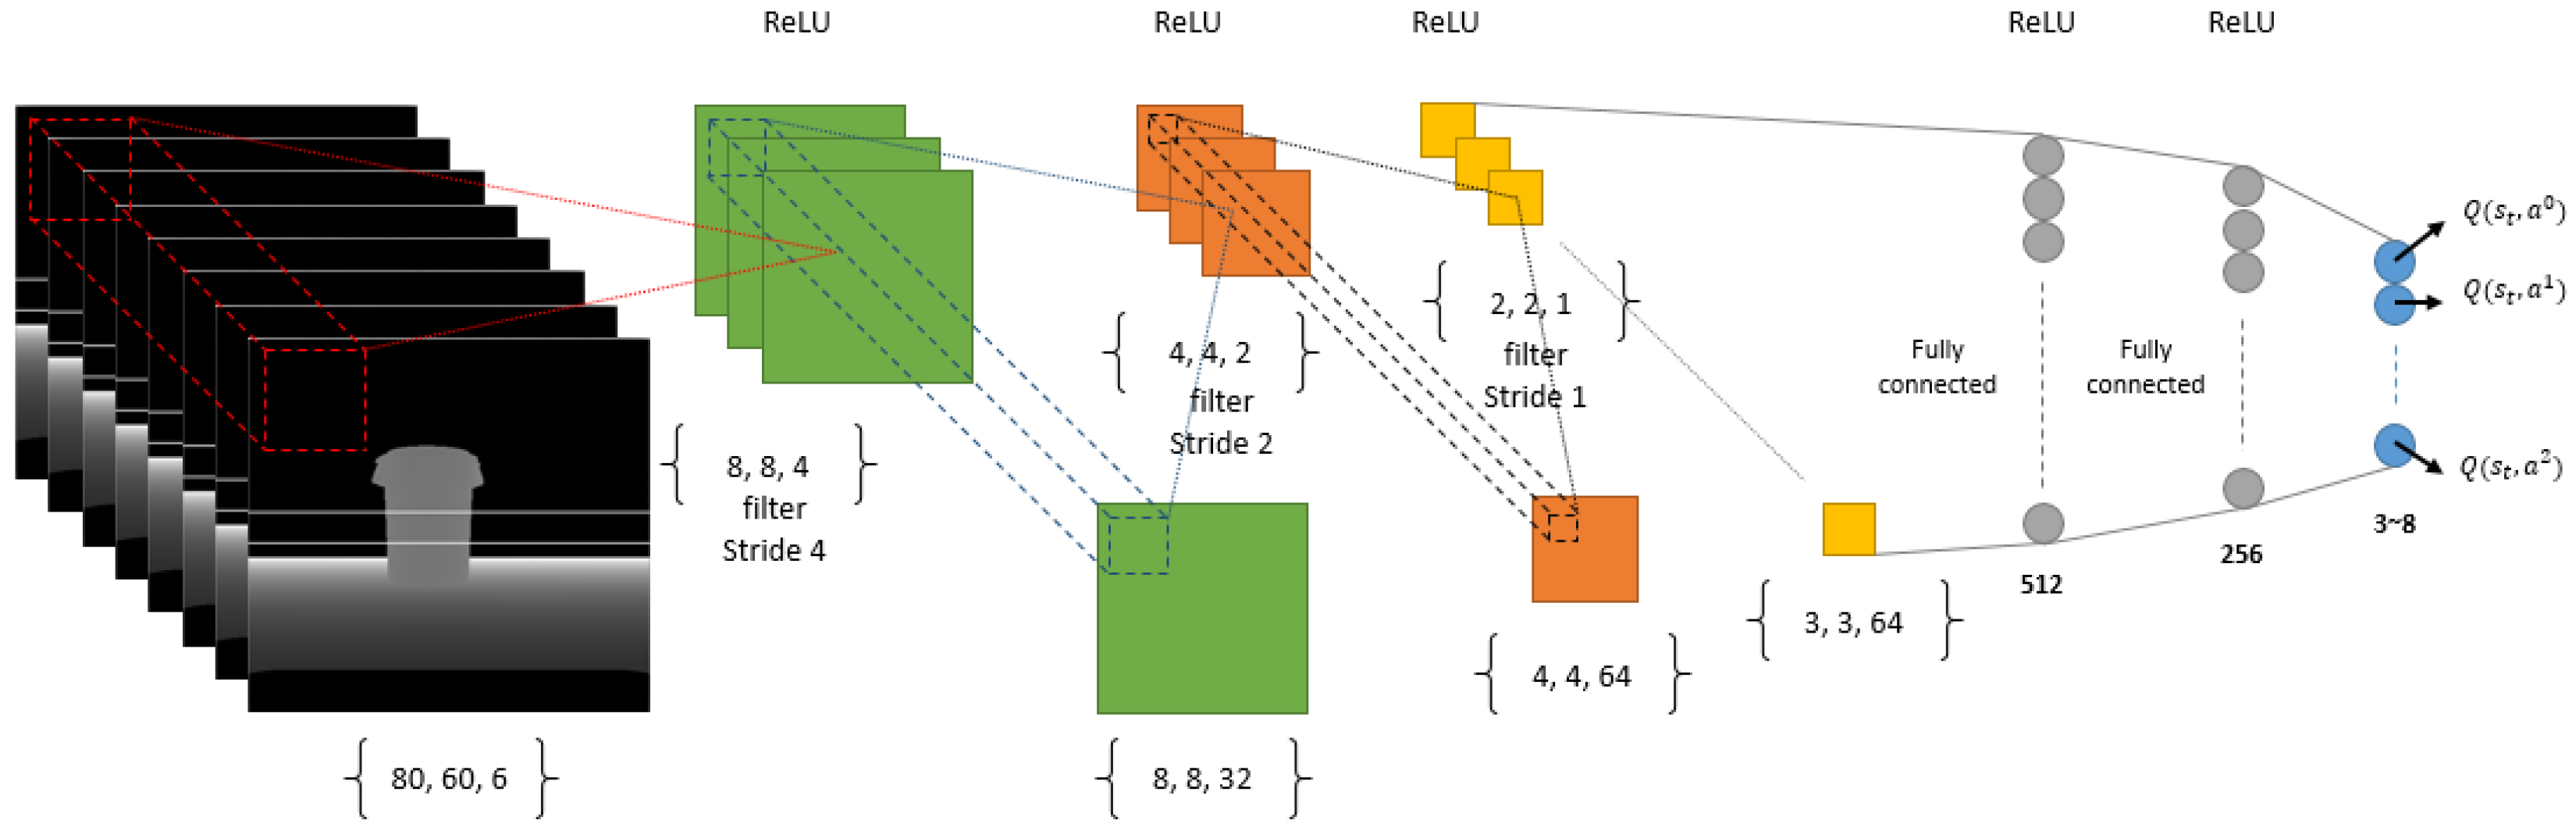 ReLU
ReLU
ReLU
ReLU
ReLU
80, 60, 6
8, 8, 4
filter
Stride 4
8, 8, 32
4, 4, 2
filter
Stride 2
4, 4, 64
2, 2, 1
filter
Stride 1
3, 3, 64
Fully
connected
512
Fully
connected
256
3~8
Q(s_t, a^0)
Q(s_t, a^1)
Q(s_t, a^2)